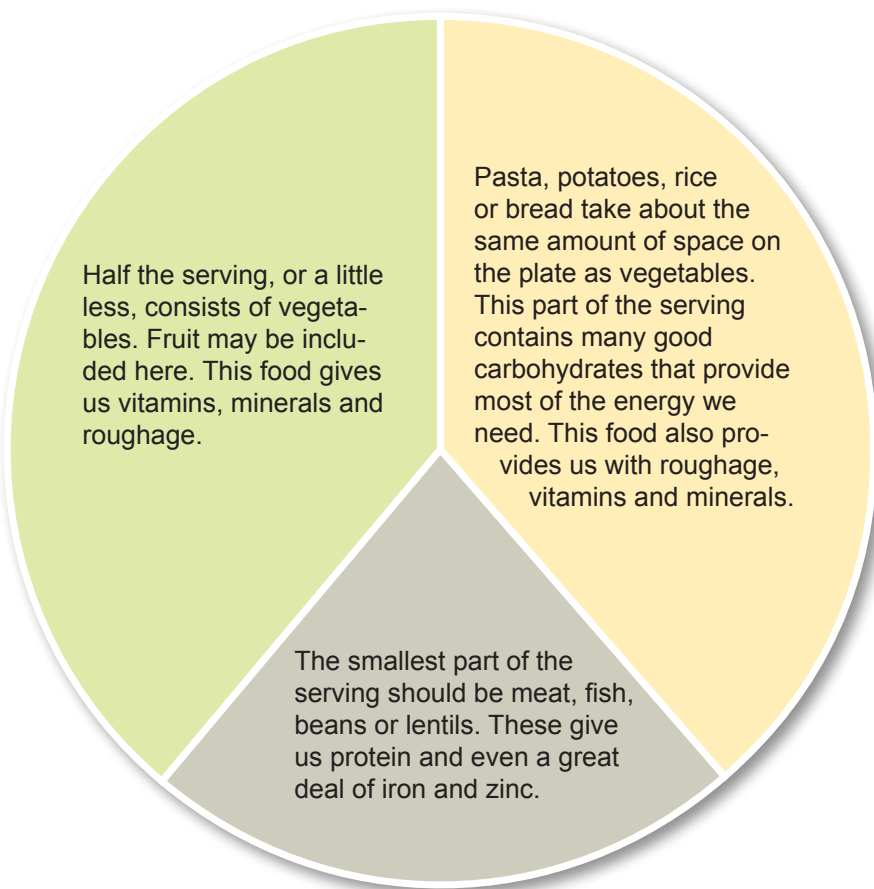 Half the serving, or a little
less, consists of vegeta-
bles. Fruit may be inclu-
ded here. This food gives
us vitamins, minerals and
roughage.
Pasta, potatoes, rice
or bread take about the
same amount of space on
the plate as vegetables.
This part of the serving
contains many good
carbohydrates that provide
most of the energy we
need. This food also pro-
vides us with roughage,
vitamins and minerals.
The smallest part of the
serving should be meat, fish,
beans or lentils. These give
us protein and even a great
deal of iron and zinc.